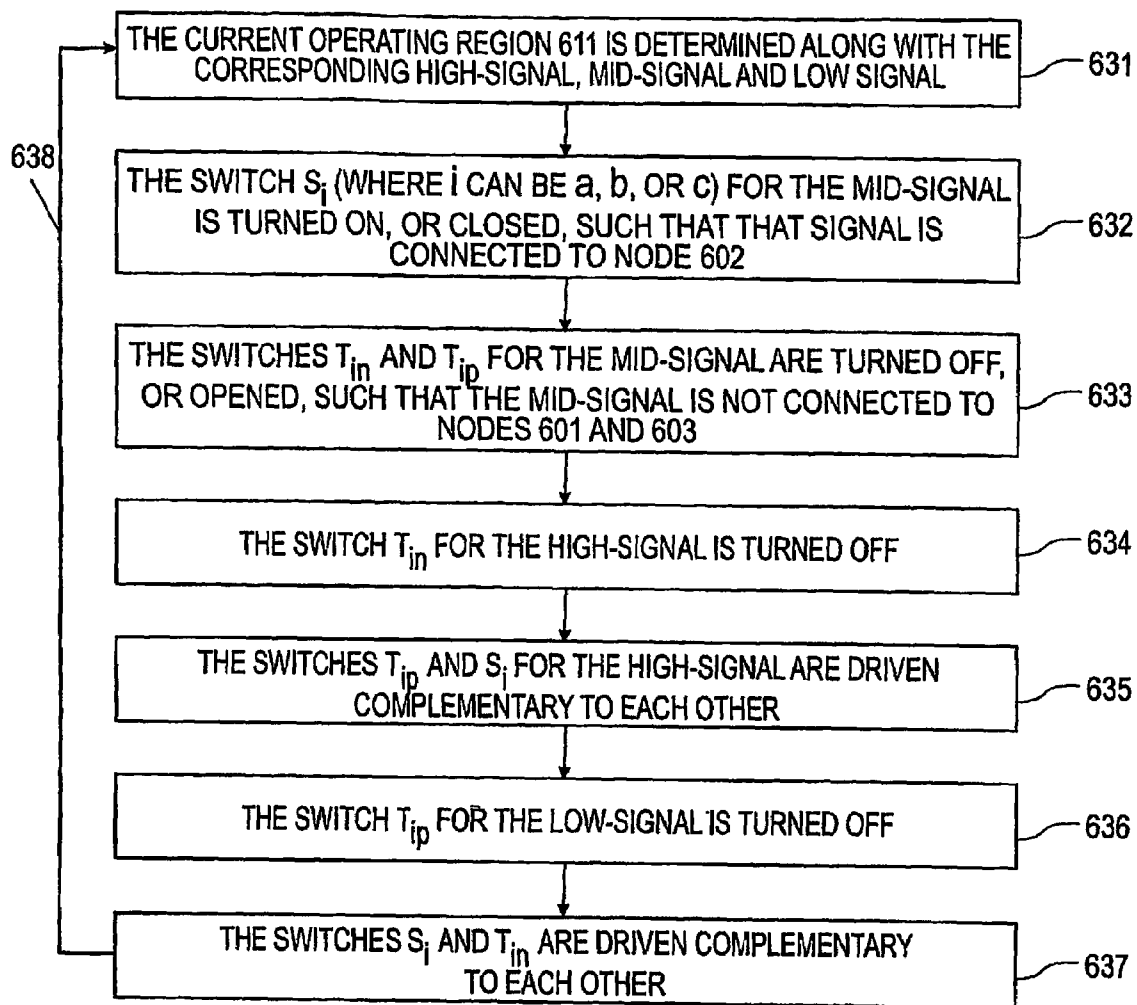 THE CURRENT OPERATING REGION 611 IS DETERMINED ALONG WITH THE
CORRESPONDING HIGH-SIGNAL, MID-SIGNAL AND LOW SIGNAL
631
638
THE SWITCH Si (WHERE i CAN BE a, b, OR c) FOR THE MID-SIGNAL
IS TURNED ON, OR CLOSED, SUCH THAT THAT SIGNAL IS
CONNECTED TO NODE 602
632
THE SWITCHES Tin AND Tip FOR THE MID-SIGNAL ARE TURNED OFF,
OR OPENED, SUCH THAT THE MID-SIGNAL IS NOT CONNECTED TO
NODES 601 AND 603
633
THE SWITCH Tin FOR THE HIGH-SIGNAL IS TURNED OFF
634
THE SWITCHES Tip AND Si FOR THE HIGH-SIGNAL ARE DRIVEN
COMPLEMENTARY TO EACH OTHER
635
THE SWITCH Tip FOR THE LOW-SIGNAL IS TURNED OFF
636
THE SWITCHES Si AND Tin ARE DRIVEN COMPLEMENTARY
TO EACH OTHER
637